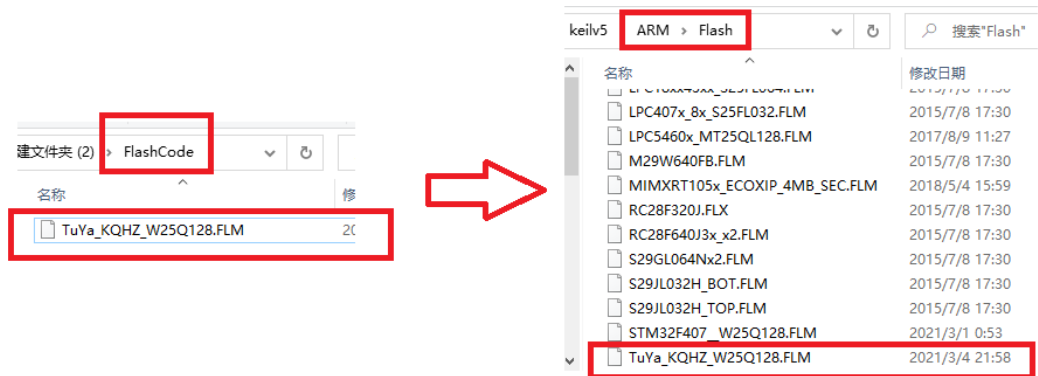 建文件夹 (2) › FlashCode
名称 修
TuYa_KQHZ_W25Q128.FLM 20
keilv5 ARM › Flash 搜索"Flash"
名称 修改日期
LPC407x_8x_S25FL032.FLM 2015/7/8 17:30
LPC5460x_MT25QL128.FLM 2017/8/9 11:27
M29W640FB.FLM 2015/7/8 17:30
MIMXRT105x_ECOXIP_4MB_SEC.FLM 2018/5/4 15:59
RC28F320J.FLX 2015/7/8 17:30
RC28F640J3x_x2.FLM 2015/7/8 17:30
S29GL064Nx2.FLM 2015/7/8 17:30
S29JL032H_BOT.FLM 2015/7/8 17:30
S29JL032H_TOP.FLM 2015/7/8 17:30
STM32F407__W25Q128.FLM 2021/3/1 0:53
TuYa_KQHZ_W25Q128.FLM 2021/3/4 21:58